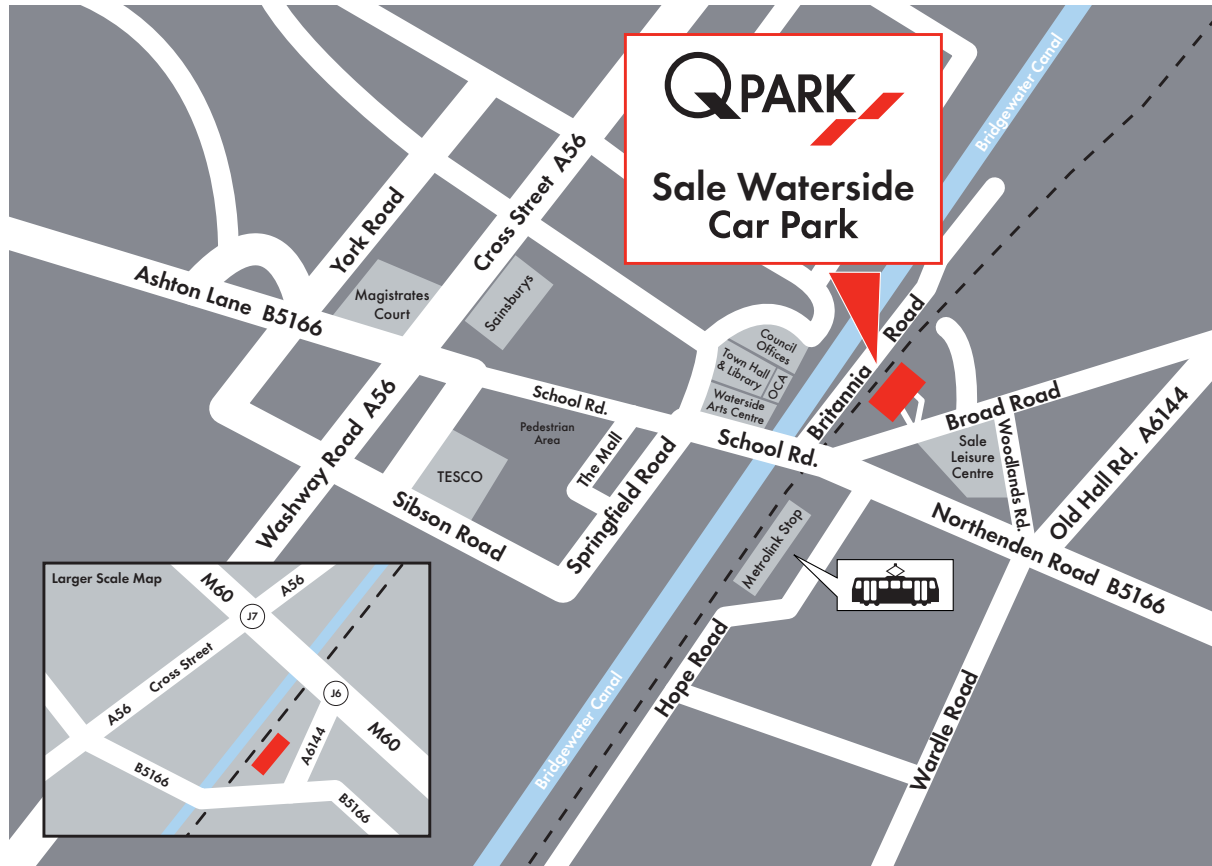 QPARK
Sale Waterside
Car Park
Bridgewater Canal
York Road
Cross Street A56
Ashton Lane B5166
Magistrates
Court
Sainsburys
Council
Offices
Town Hall
& Library
OCA
Waterside
Arts Centre
Britannia Road
School Rd.
Pedestrian
Area
The Mall
TESCO
Washway Road A56
Sibson Road
Springfield Road
School Rd.
Broad Road
Sale
Leisure
Centre
Woodlands Rd.
Old Hall Rd. A6144
Northenden Road B5166
Metrolink Stop
Hope Road
Wardle Road
Bridgewater Canal
Larger Scale Map
M60
A56
J7
Cross Street
A56
J6
M60
A6144
B5166
B5166